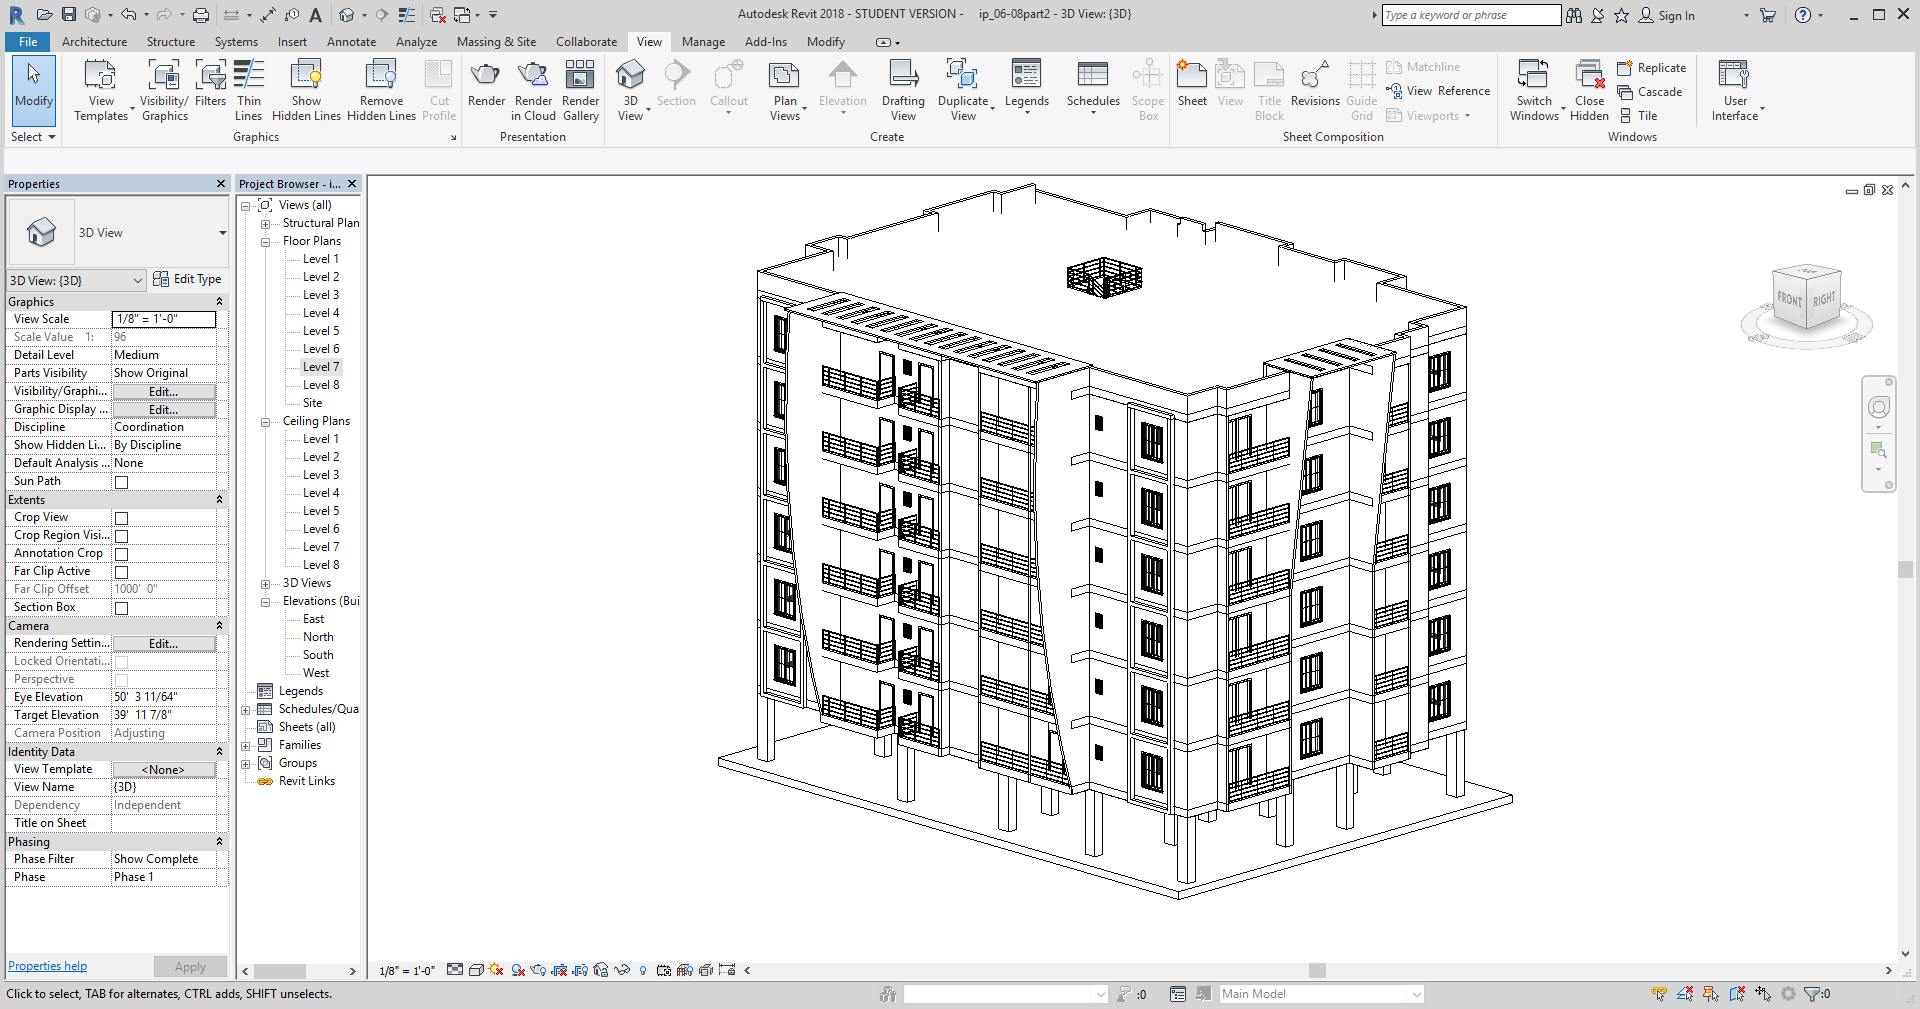 Autodesk Revit 2018 - STUDENT VERSION - ip_06-08part2 - 3D View: {3D}
Type a keyword or phrase
Sign In
File Architecture Structure Systems Insert Annotate Analyze Massing & Site Collaborate View Manage Add-Ins Modify
Modify
View Templates
Visibility/ Graphics
Filters
Thin Lines
Show Hidden Lines
Remove Hidden Lines
Cut Profile
Render
Render in Cloud
Render Gallery
3D View
Section
Callout
Plan Views
Elevation
Drafting View
Duplicate View
Legends
Schedules
Scope Box
Sheet
View
Title Block
Revisions
Guide Grid
Matchline
View Reference
Viewports
Switch Windows
Close Hidden
Replicate
Cascade
Tile
User Interface
Select Graphics Presentation Create Sheet Composition Windows
Properties
3D View
3D View: {3D} Edit Type
Graphics
View Scale 1/8" = 1'-0"
Scale Value 1: 96
Detail Level Medium
Parts Visibility Show Original
Visibility/Graphi... Edit...
Graphic Display ... Edit...
Discipline Coordination
Show Hidden Li... By Discipline
Default Analysis ... None
Sun Path
Extents
Crop View
Crop Region Visi...
Annotation Crop
Far Clip Active
Far Clip Offset 1000' 0"
Section Box
Camera
Rendering Settin... Edit...
Locked Orientati...
Perspective
Eye Elevation 50' 3 11/64"
Target Elevation 39' 11 7/8"
Camera Position Adjusting
Identity Data
View Template <None>
View Name {3D}
Dependency Independent
Title on Sheet
Phasing
Phase Filter Show Complete
Phase Phase 1
Properties help Apply
Project Browser - i...
Views (all)
Structural Plan
Floor Plans
Level 1
Level 2
Level 3
Level 4
Level 5
Level 6
Level 7
Level 8
Site
Ceiling Plans
Level 1
Level 2
Level 3
Level 4
Level 5
Level 6
Level 7
Level 8
3D Views
Elevations (Bui
East
North
South
West
Legends
Schedules/Qua
Sheets (all)
Families
Groups
Revit Links
FRONT RIGHT
1/8" = 1'-0"
Click to select, TAB for alternates, CTRL adds, SHIFT unselects.
:0
Main Model
:0